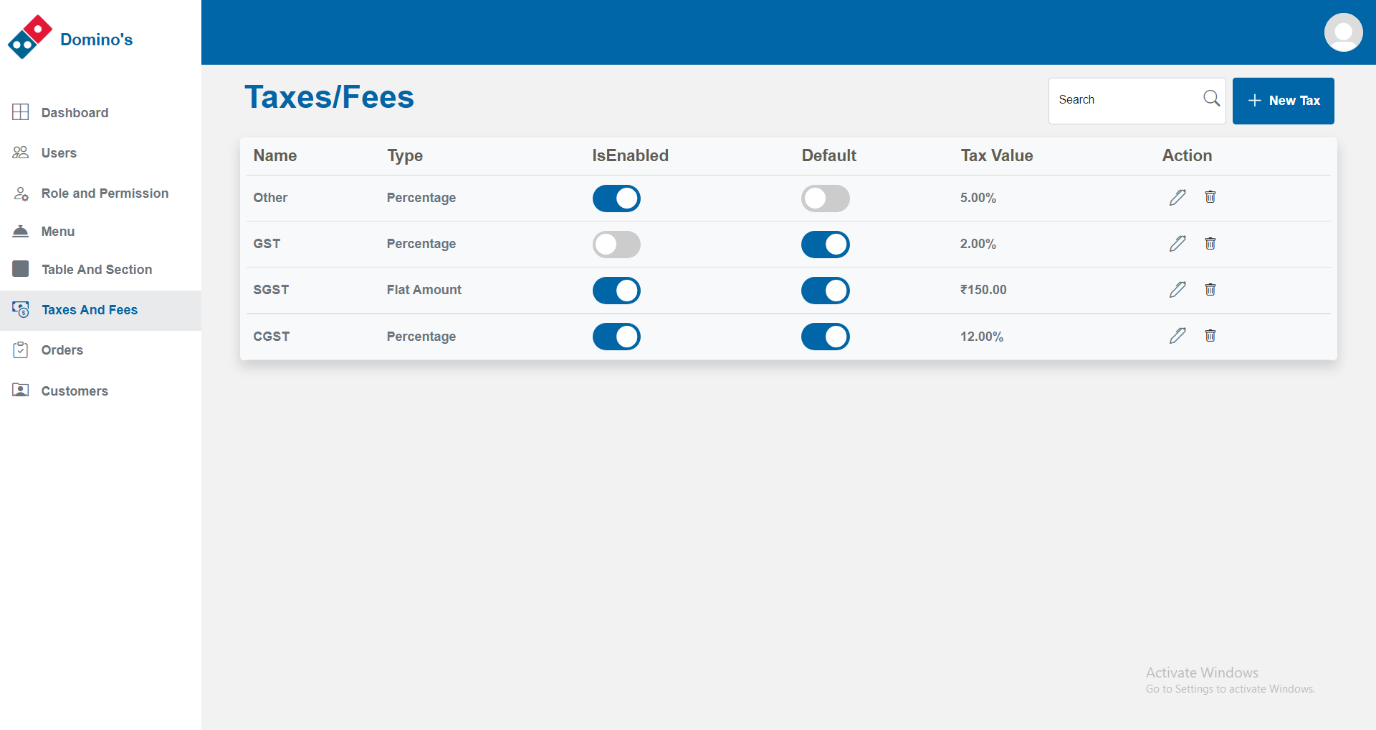 Domino's
Dashboard
Users
Role and Permission
Menu
Table And Section
Taxes And Fees
Orders
Customers
Taxes/Fees
Search
New Tax
Name Type IsEnabled Default Tax Value Action
Other Percentage 5.00%
GST Percentage 2.00%
SGST Flat Amount ₹150.00
CGST Percentage 12.00%
Activate Windows
Go to Settings to activate Windows.